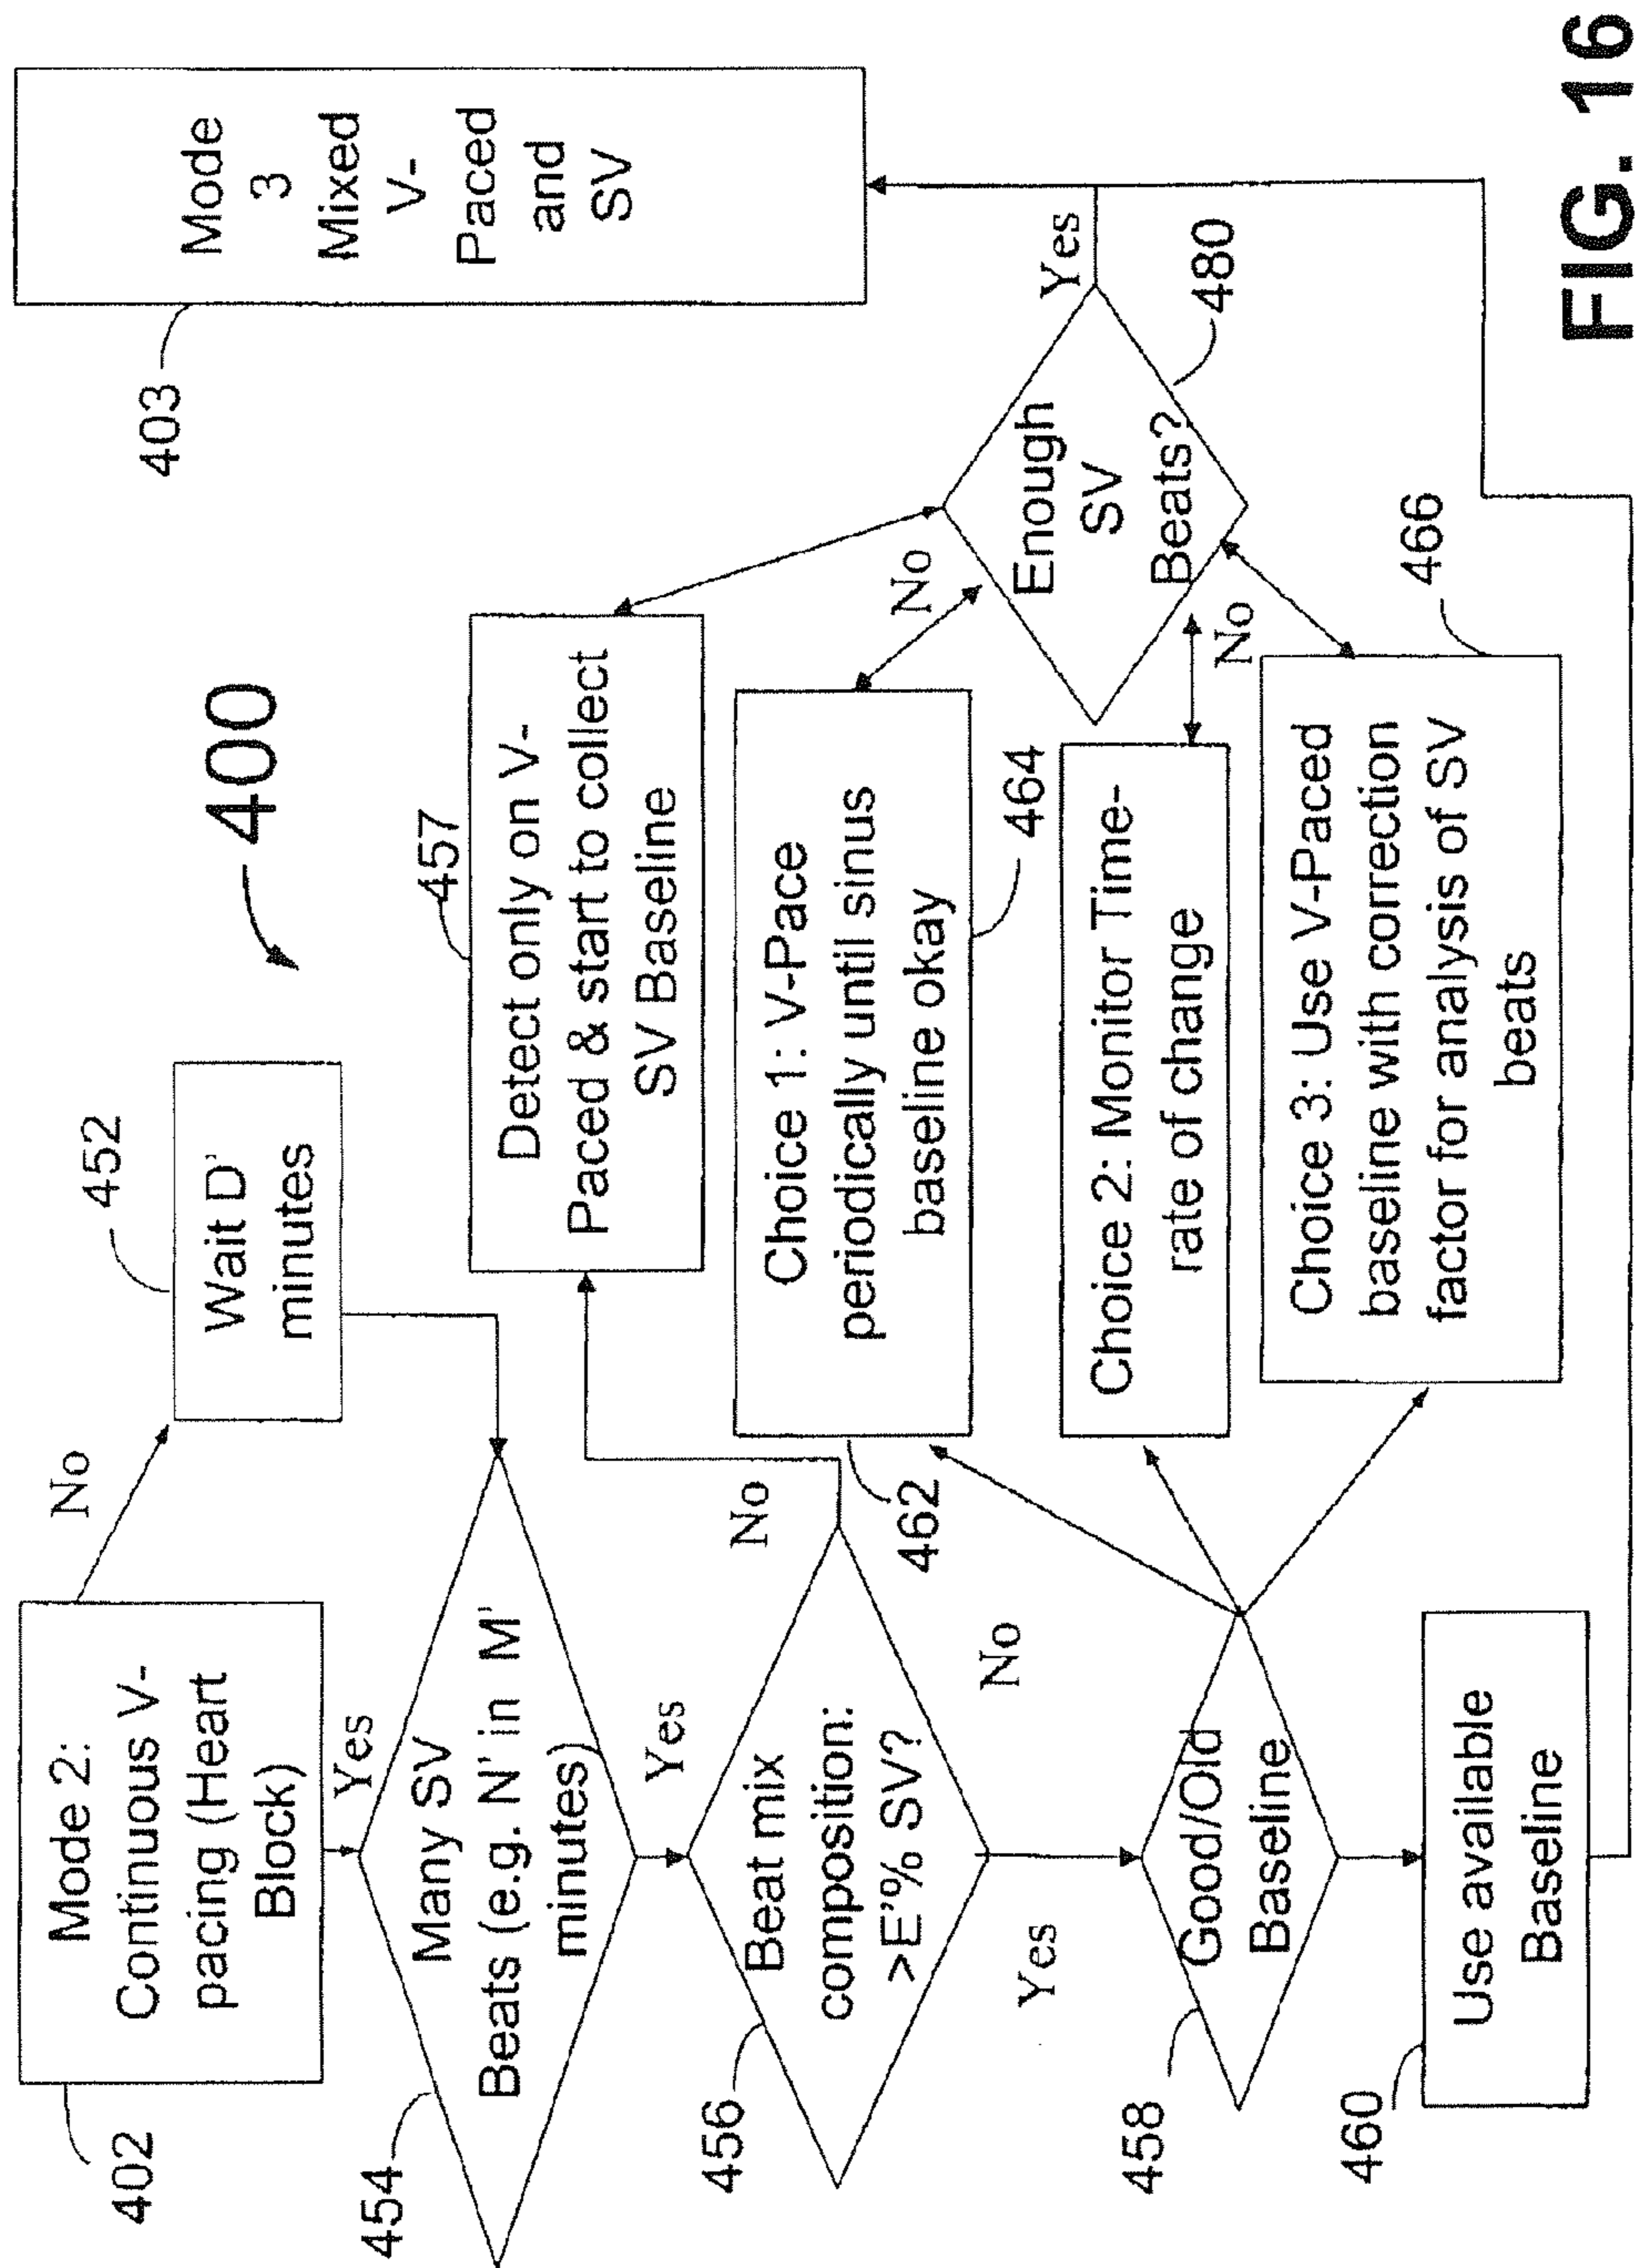 400
Mode 2:
Continuous V-
pacing (Heart
Block)
402
No
Wait D'
minutes
452
Mode
3
Mixed
V-
Paced
and
SV
403
Yes
Many SV
Beats (e.g. N' in M'
minutes)
454
Yes
Beat mix
composition:
>E'% SV?
456
No
Detect only on V-
Paced & start to collect
SV Baseline
457
Yes
No
Good/Old
Baseline
458
Choice 1: V-Pace
periodically until sinus
baseline okay
462
464
Choice 2: Monitor Time-
rate of change
Choice 3: Use V-Paced
baseline with correction
factor for analysis of SV
beats
466
No
No
Enough
SV
Beats?
480
Yes
Use available
Baseline
460
FIG. 16